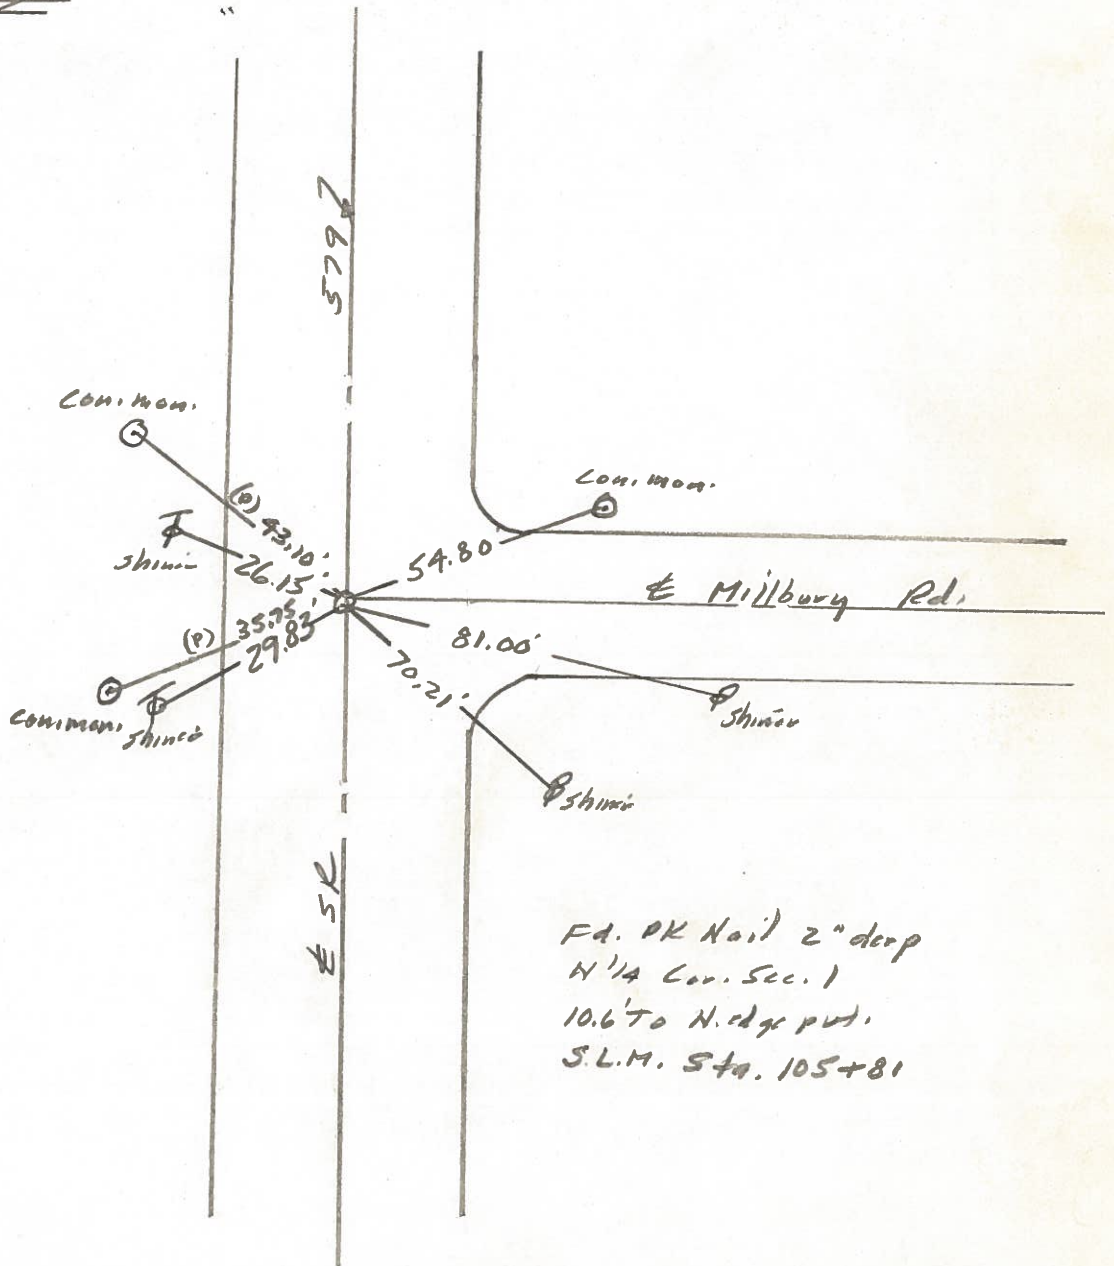 579
Con. mon.
(P) 43.10'
Shiner
26.15'
Con. mon.
54.80'
℄ Millbury Rd.
(P) 35.95'
29.83'
81.00'
70.21'
Con. mon.
Shiner
Shiner
Shiner
℄ SR
Fd. PK Nail 2" deep
N 1/4 Cor. Sec. 1
10.6' To N. edge pvt.
S.L.M. Sta. 105+81